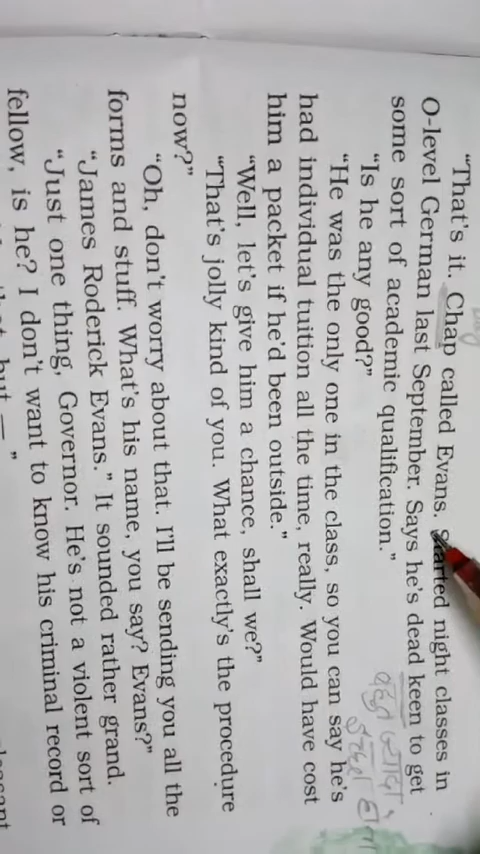 "That's it. Chap called Evans. Started night classes in
O-level German last September. Says he's dead keen to get
some sort of academic qualification."
"Is he any good?"
"He was the only one in the class, so you can say he's
had individual tuition all the time, really. Would have cost
him a packet if he'd been outside."
"Well, let's give him a chance, shall we?"
"That's jolly kind of you. What exactly's the procedure
now?"
"Oh, don't worry about that. I'll be sending you all the
forms and stuff. What's his name, you say? Evans?"
"James Roderick Evans." It sounded rather grand.
"Just one thing, Governor. He's not a violent sort of
fellow, is he? I don't want to know his criminal record or
but — "